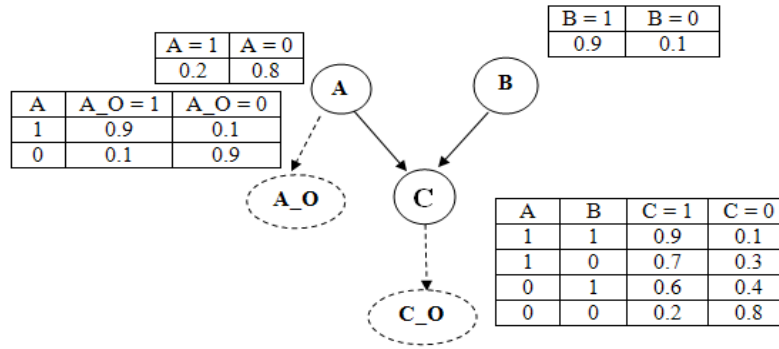 B = 1 B = 0
0.9 0.1
A = 1 A = 0
0.2 0.8
A A_O = 1 A_O = 0
1 0.9 0.1
0 0.1 0.9
A
B
A_O
C
A B C = 1 C = 0
1 1 0.9 0.1
1 0 0.7 0.3
0 1 0.6 0.4
0 0 0.2 0.8
C_O